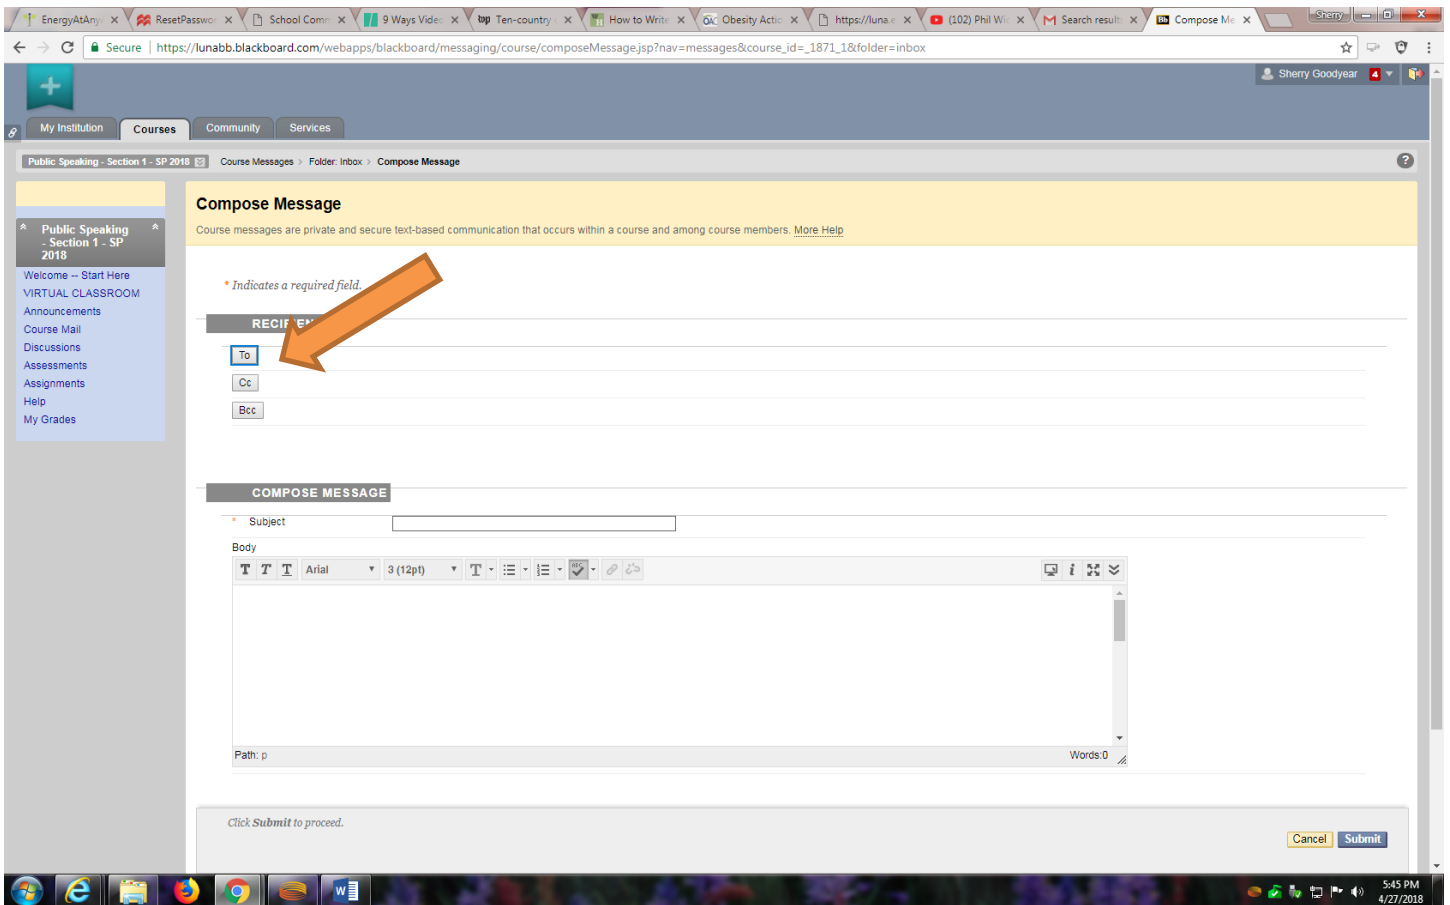 EnergyAtAny
ResetPasswo
School Comm
9 Ways Videc
Ten-country
How to Write
Obesity Actio
https://luna.e
(102) Phil Wi
Search result
Compose Me
Sherry
Secure | https://lunabb.blackboard.com/webapps/blackboard/messaging/course/composeMessage.jsp?nav=messages&course_id=_1871_1&folder=inbox
Sherry Goodyear 4
My Institution Courses Community Services
Public Speaking - Section 1 - SP 2018 Course Messages > Folder: Inbox > Compose Message ?
Compose Message
Course messages are private and secure text-based communication that occurs within a course and among course members. More Help
Public Speaking
- Section 1 - SP
2018
Welcome -- Start Here
VIRTUAL CLASSROOM
Announcements
Course Mail
Discussions
Assessments
Assignments
Help
My Grades
* Indicates a required field.
RECIPIEN
To
Cc
Bcc
COMPOSE MESSAGE
* Subject
Body
T T T Arial 3 (12pt) T ABC
Path: p Words:0
Click Submit to proceed.
Cancel Submit
5:45 PM
4/27/2018